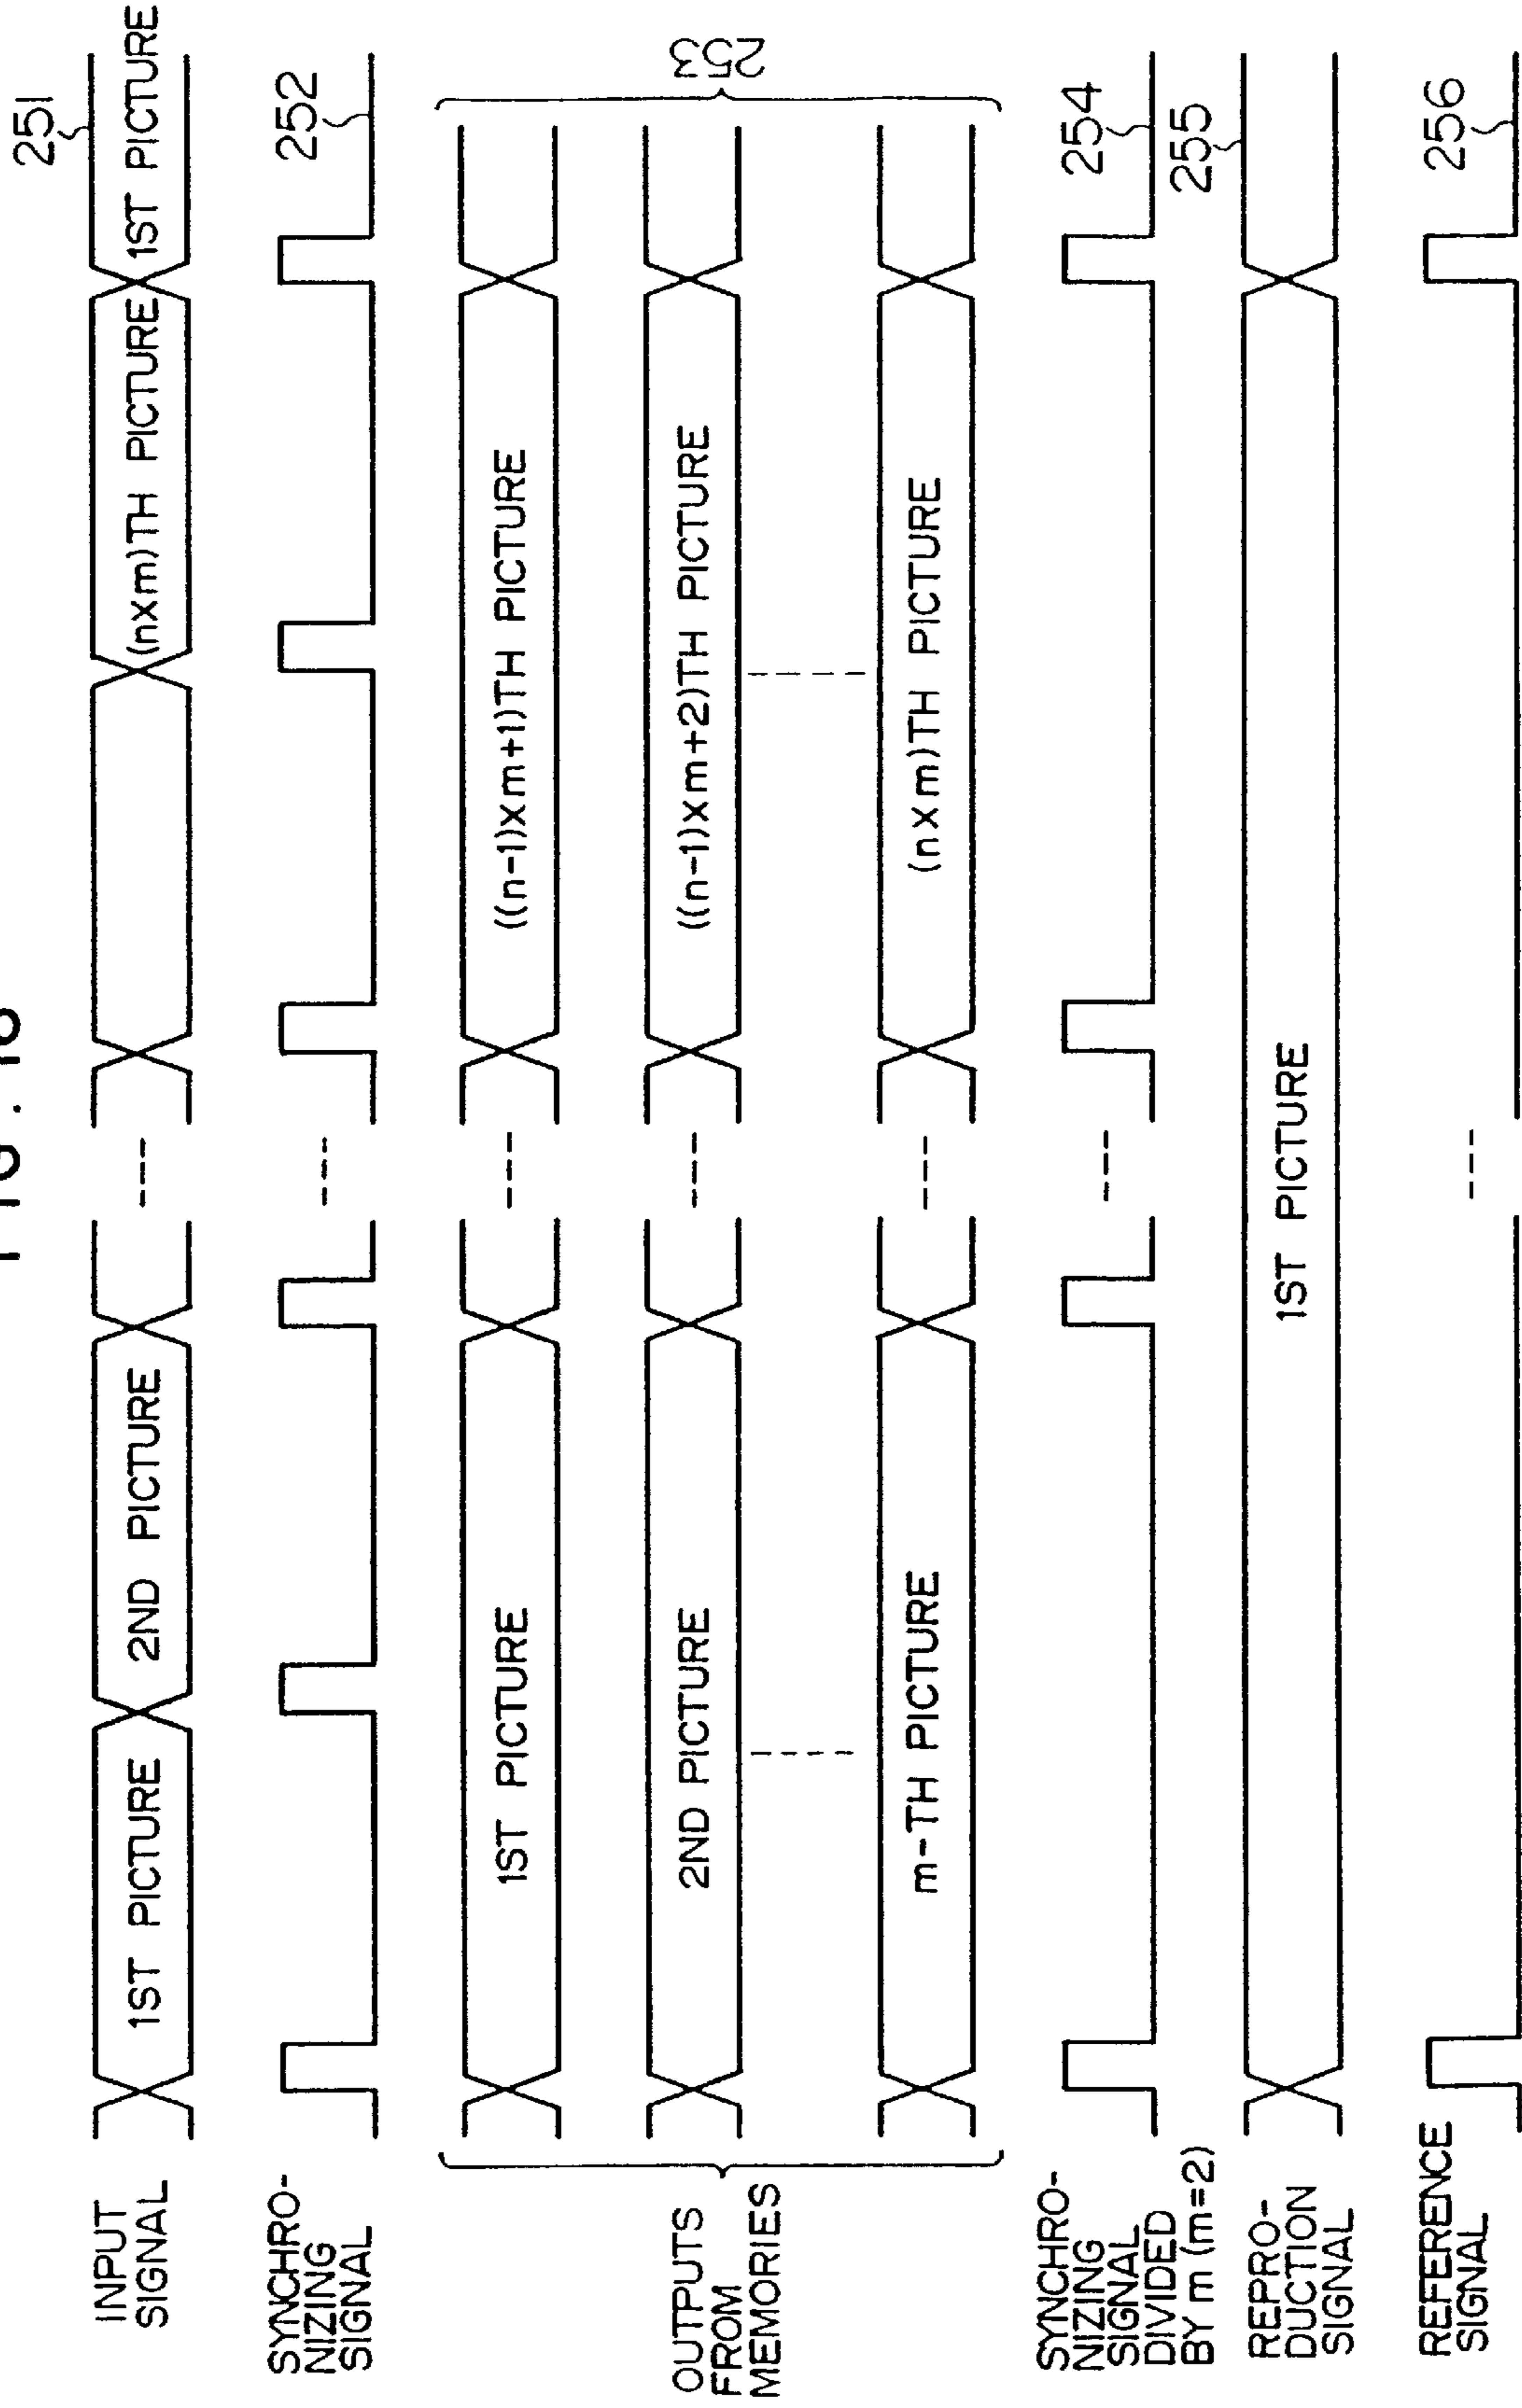 251
INPUT
SIGNAL
1ST PICTURE
2ND PICTURE
(n×m)TH PICTURE
1ST PICTURE
252
SYNCHRO-
NIZING
SIGNAL
253
OUTPUTS
FROM
MEMORIES
1ST PICTURE
((n-1)×m+1)TH PICTURE
2ND PICTURE
((n-1)×m+2)TH PICTURE
m-TH PICTURE
(n×m)TH PICTURE
254
SYNCHRO-
NIZING
SIGNAL
DIVIDED
BY m (m=2)
255
REPRO-
DUCTION
SIGNAL
1ST PICTURE
256
REFERENCE
SIGNAL